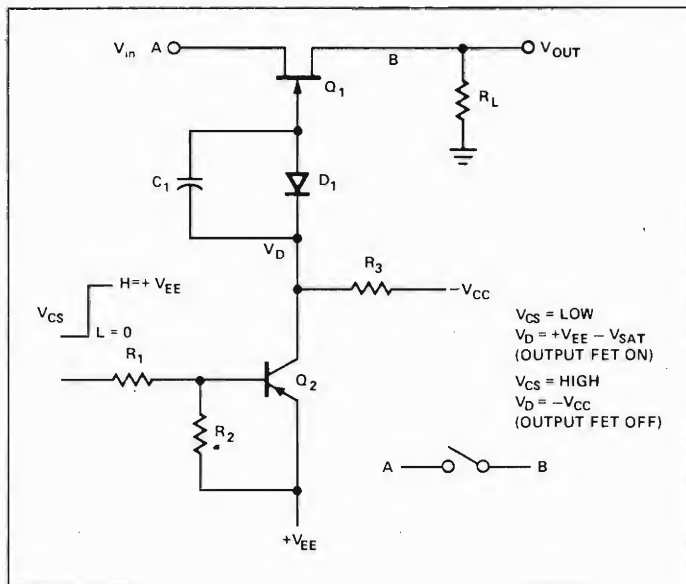 V_in A
V_OUT
B
Q_1
R_L
C_1
D_1
V_D
R_3
−V_CC
H=+ V_EE
V_CS
L = 0
R_1
Q_2
R_2
+V_EE
V_CS = LOW
V_D = +V_EE − V_SAT
(OUTPUT FET ON)
V_CS = HIGH
V_D = −V_CC
(OUTPUT FET OFF)
A B